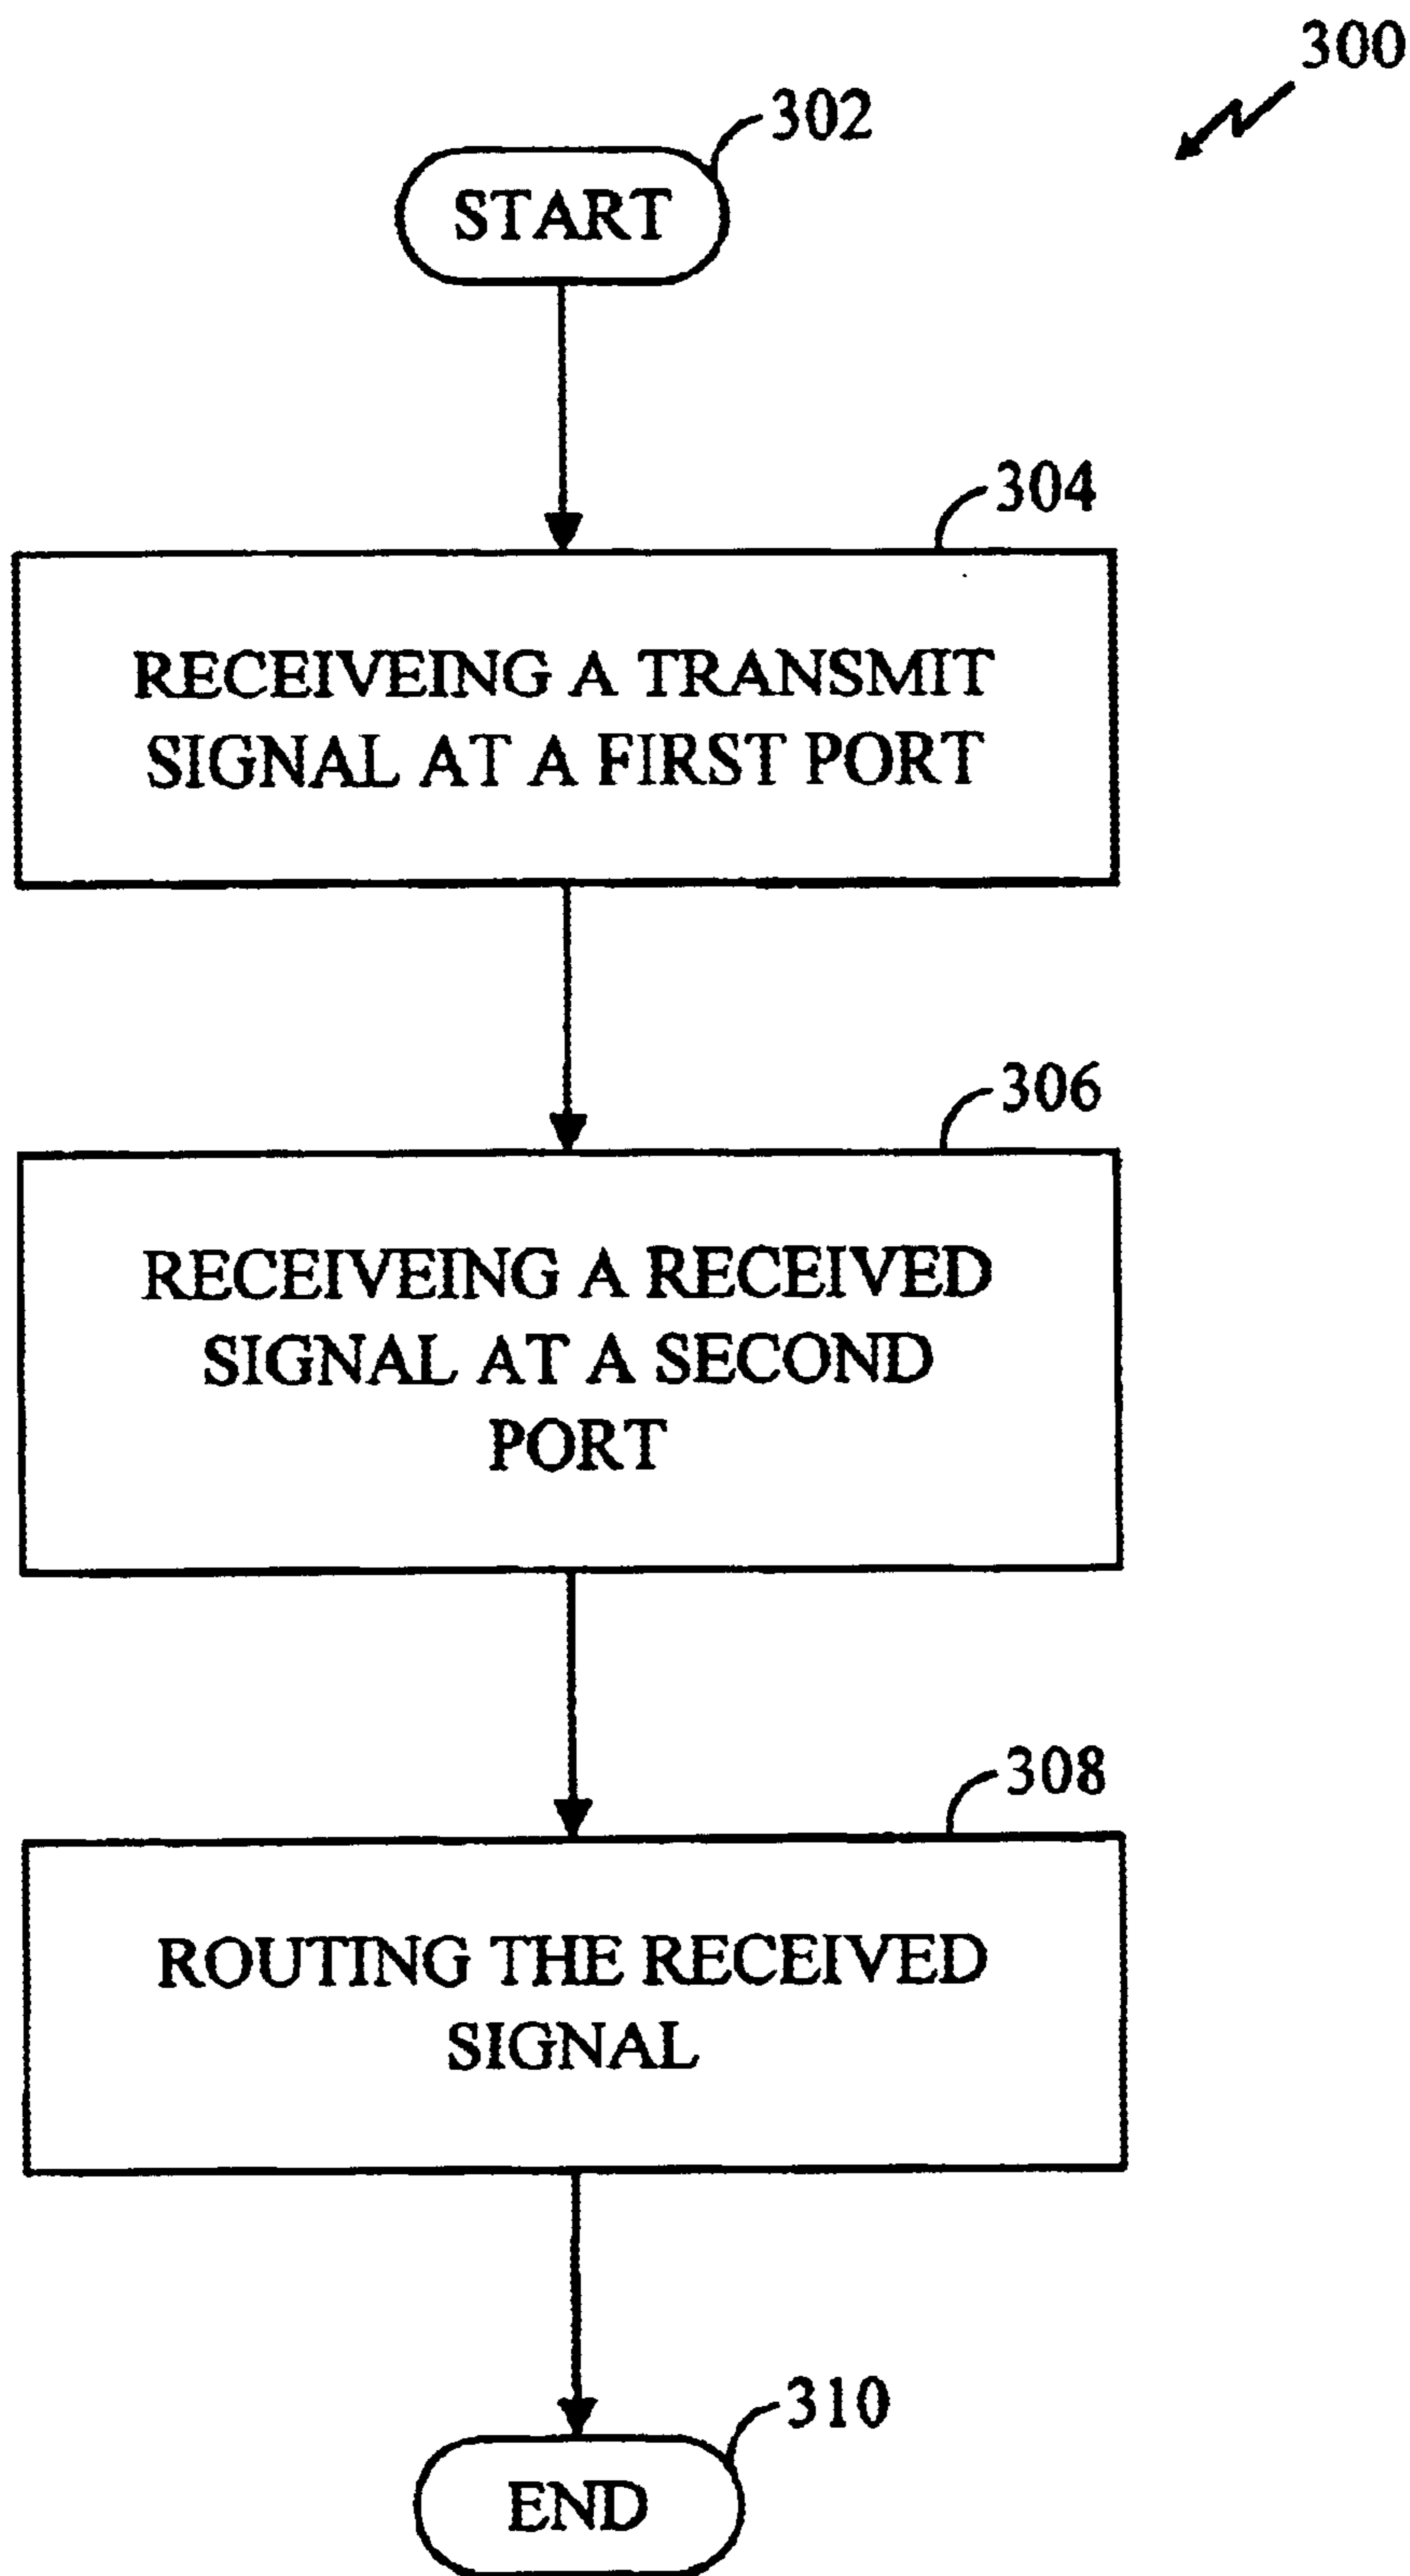 300
302
START
304
RECEIVEING A TRANSMIT
SIGNAL AT A FIRST PORT
306
RECEIVEING A RECEIVED
SIGNAL AT A SECOND
PORT
308
ROUTING THE RECEIVED
SIGNAL
310
END